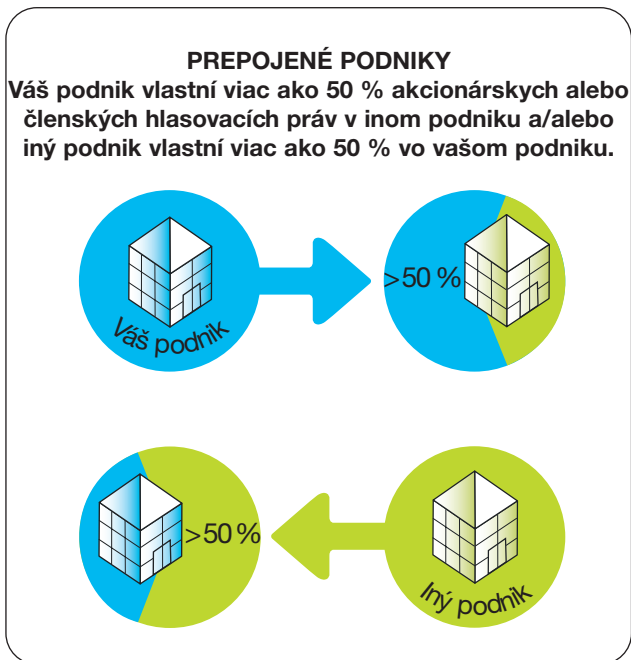 PREPOJENÉ PODNIKY
Váš podnik vlastní viac ako 50 % akcionárskych alebo
členských hlasovacích práv v inom podniku a/alebo
iný podnik vlastní viac ako 50 % vo vašom podniku.
Váš podnik
>50 %
>50 %
Iný podnik